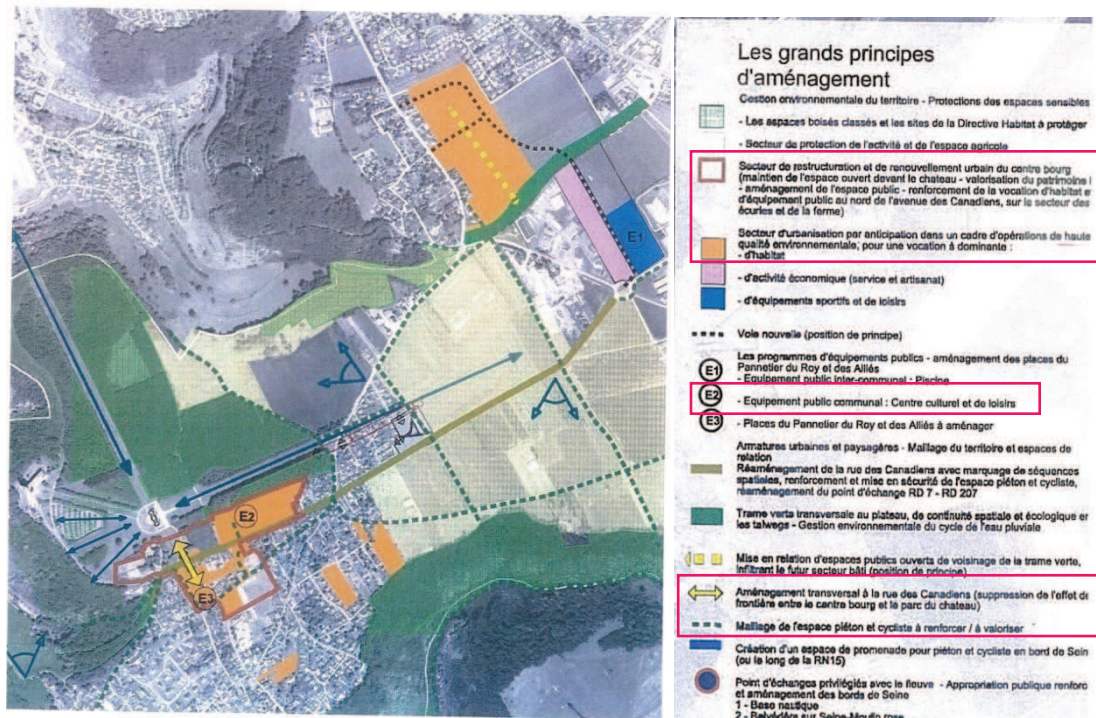 E1
E2
E3
Les grands principes
d'aménagement
Gestion environnementale du territoire - Protections des espaces sensibles
- Les espaces boisés classés et les sites de la Directive Habitat à protéger
- Secteur de protection de l'activité et de l'espace agricole
Secteur de restructuration et de renouvellement urbain du centre bourg
(maintien de l'espace ouvert devant le chateau - valorisation du patrimoine
- aménagement de l'espace public - renforcement de la vocation d'habitat e
d'équipement public au nord de l'avenue des Canadiens, sur le secteur des
écuries et de la ferme)
Secteur d'urbanisation par anticipation dans un cadre d'opérations de haute
qualité environnementale, pour une vocation à dominante :
- d'habitat
- d'activité économique (service et artisanat)
- d'équipements sportifs et de loisirs
Voie nouvelle (position de principe)
Les programmes d'équipements publics - aménagement des places du
Pannetier du Roy et des Alliés
E1
- Equipement public inter-communal : Piscine
E2
- Equipement public communal : Centre culturel et de loisirs
E3
- Places du Pannetier du Roy et des Alliés à aménager
Armatures urbaines et paysagères - Maillage du territoire et espaces de
relation
Réaménagement de la rue des Canadiens avec marquage de séquences
spatiales, renforcement et mise en sécurité de l'espace piéton et cycliste,
réaménagement du point d'échange RD 7 - RD 207
Trame verte transversale au plateau, de continuité spatiale et écologique en
les talwegs - Gestion environnementale du cycle de l'eau pluviale
Mise en relation d'espaces publics ouverts de voisinage de la trame verte,
infiltrant le futur secteur bâti (position de principe)
Aménagement transversal à la rue des Canadiens (suppression de l'effet de
frontière entre le centre bourg et le parc du chateau)
Maillage de l'espace piéton et cycliste à renforcer / à valoriser
Création d'un espace de promenade pour piéton et cycliste en bord de Sein
(ou le long de la RN15)
Point d'échanges privilégiés avec le fleuve - Appropriation publique renforc
et aménagement des bords de Seine
1 - Base nautique
2 - Belvédère sur Seine-Moulin rose